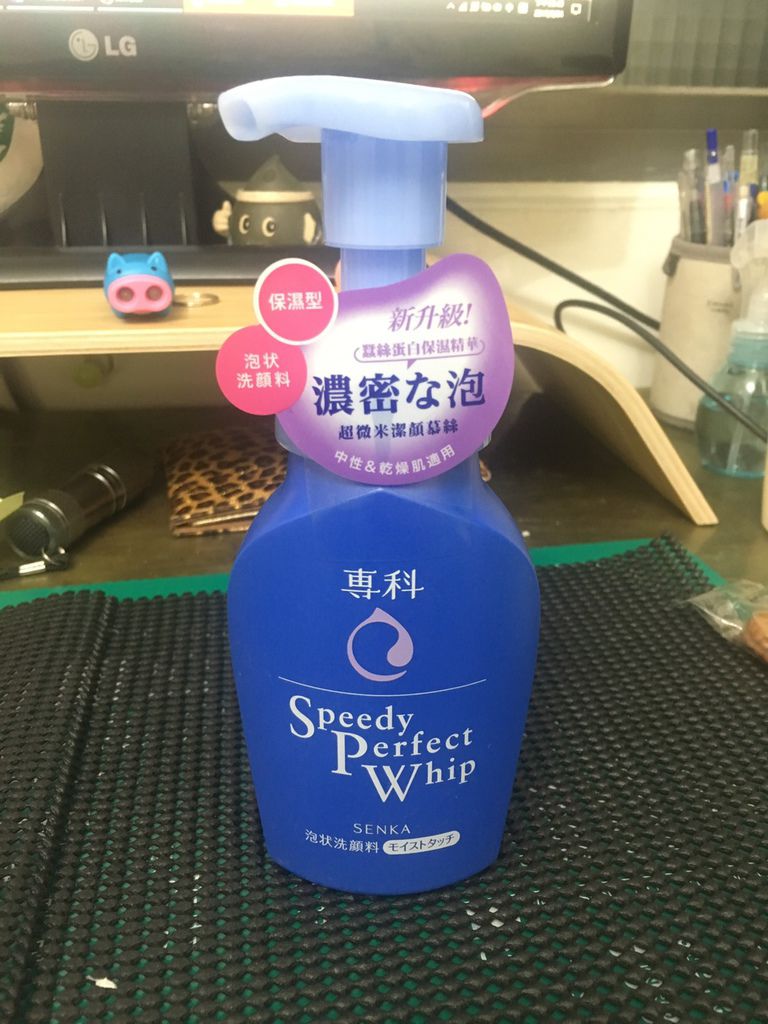 LG
保濕型
泡状
洗顔料
新升級!
蠶絲蛋白保濕精華
濃密な泡
超微米潔顏慕絲
中性&乾燥肌適用
専科
Speedy
Perfect
Whip
SENKA
泡状洗顔料 モイストタッチ